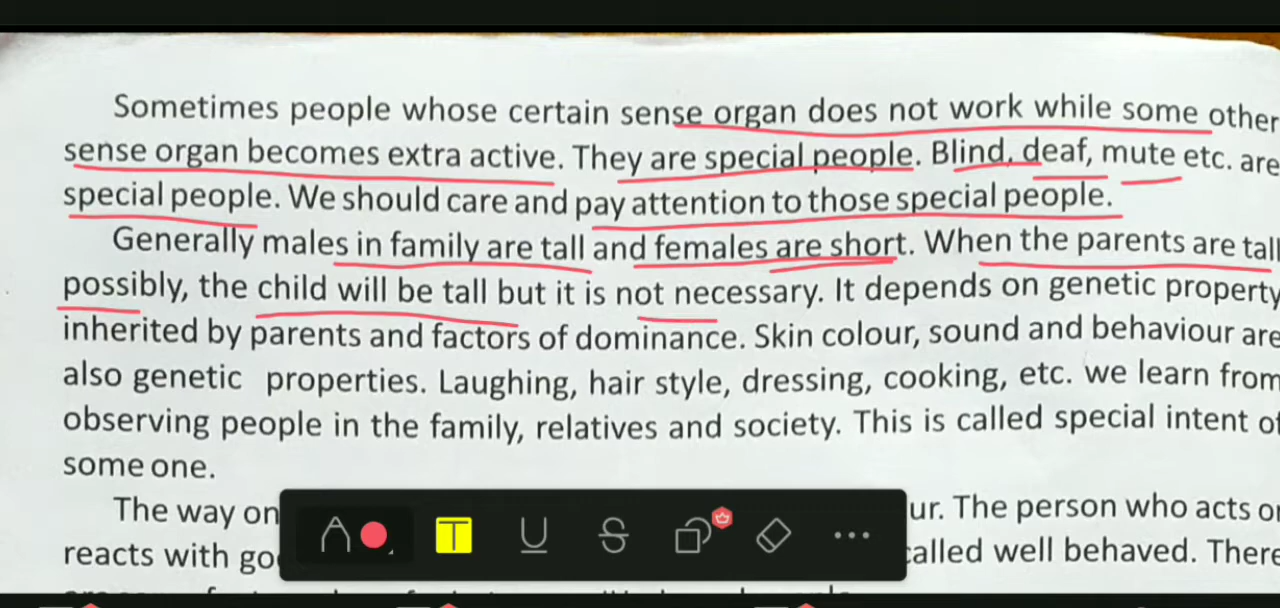 Sometimes people whose certain sense organ does not work while some other
sense organ becomes extra active. They are special people. Blind, deaf, mute etc. are
special people. We should care and pay attention to those special people.
Generally males in family are tall and females are short. When the parents are tall
possibly, the child will be tall but it is not necessary. It depends on genetic property
inherited by parents and factors of dominance. Skin colour, sound and behaviour are
also genetic properties. Laughing, hair style, dressing, cooking, etc. we learn from
observing people in the family, relatives and society. This is called special intent of
some one.
The way on ur. The person who acts or
reacts with go called well behaved. There